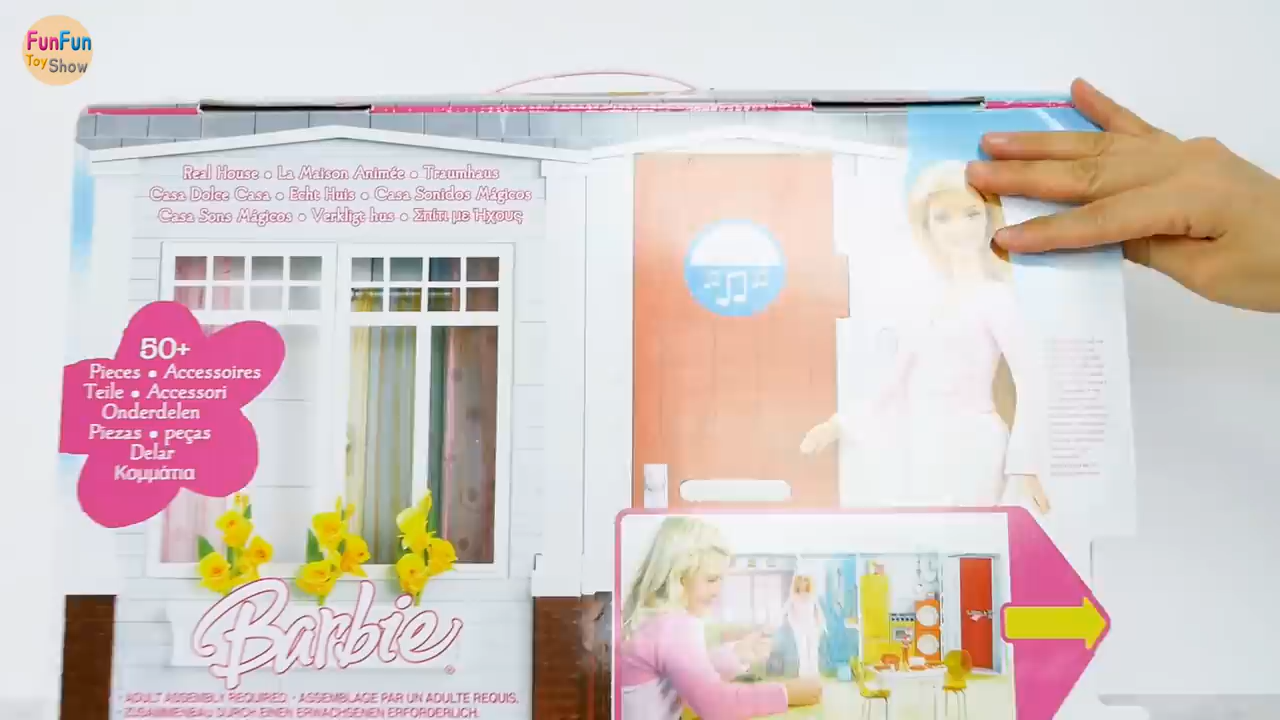 FunFun
Toy Show
Real House • La Maison Animée • Traumhaus
Casa Dolce Casa • Echt Huis • Casa Sonidos Mágicos
Casa Sons Mágicos • Verkligt hus • Σπίτι με Ήχους
50+
Pieces • Accessoires
Teile • Accessori
Onderdelen
Piezas • peças
Delar
Κομμάτια
Barbie®
• ADULT ASSEMBLY REQUIRED. • ASSEMBLAGE PAR UN ADULTE REQUIS.
• ZUSAMMENBAU DURCH EINEN ERWACHSENEN ERFORDERLICH.